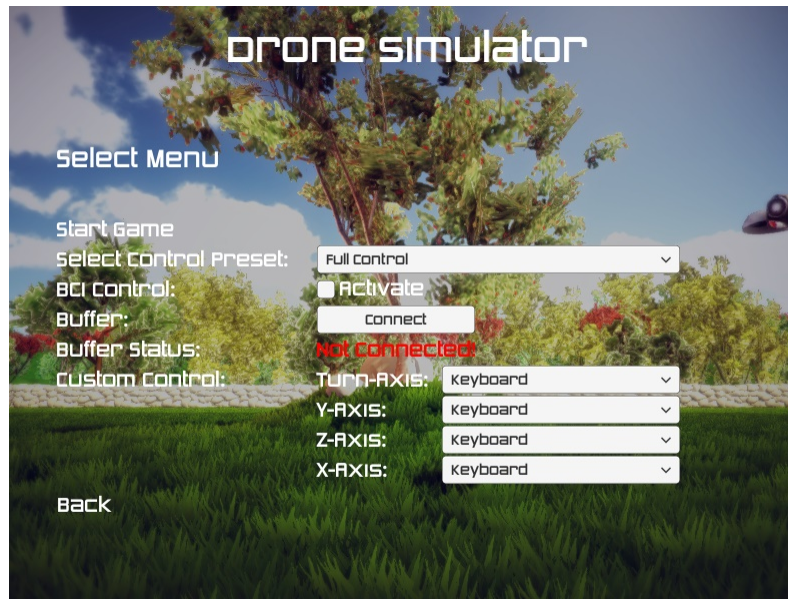 Drone Simulator
Select Menu
Start Game
Select Control Preset: Full Control
BCI Control: Activate
Buffer: Connect
Buffer Status: Not Connected!
Custom Control: Turn-Axis: Keyboard
Y-Axis: Keyboard
Z-Axis: Keyboard
X-Axis: Keyboard
Back